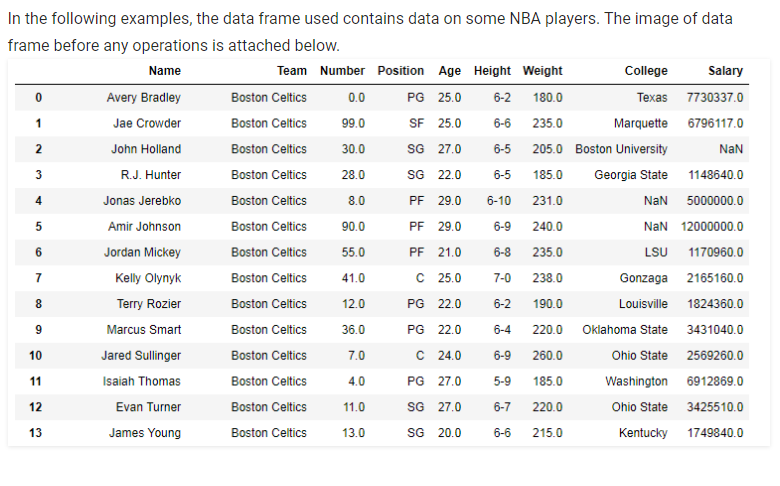 In the following examples, the data frame used contains data on some NBA players. The image of data
frame before any operations is attached below.
Name Team Number Position Age Height Weight College Salary
0 Avery Bradley Boston Celtics 0.0 PG 25.0 6-2 180.0 Texas 7730337.0
1 Jae Crowder Boston Celtics 99.0 SF 25.0 6-6 235.0 Marquette 6796117.0
2 John Holland Boston Celtics 30.0 SG 27.0 6-5 205.0 Boston University NaN
3 R.J. Hunter Boston Celtics 28.0 SG 22.0 6-5 185.0 Georgia State 1148640.0
4 Jonas Jerebko Boston Celtics 8.0 PF 29.0 6-10 231.0 NaN 5000000.0
5 Amir Johnson Boston Celtics 90.0 PF 29.0 6-9 240.0 NaN 12000000.0
6 Jordan Mickey Boston Celtics 55.0 PF 21.0 6-8 235.0 LSU 1170960.0
7 Kelly Olynyk Boston Celtics 41.0 C 25.0 7-0 238.0 Gonzaga 2165160.0
8 Terry Rozier Boston Celtics 12.0 PG 22.0 6-2 190.0 Louisville 1824360.0
9 Marcus Smart Boston Celtics 36.0 PG 22.0 6-4 220.0 Oklahoma State 3431040.0
10 Jared Sullinger Boston Celtics 7.0 C 24.0 6-9 260.0 Ohio State 2569260.0
11 Isaiah Thomas Boston Celtics 4.0 PG 27.0 5-9 185.0 Washington 6912869.0
12 Evan Turner Boston Celtics 11.0 SG 27.0 6-7 220.0 Ohio State 3425510.0
13 James Young Boston Celtics 13.0 SG 20.0 6-6 215.0 Kentucky 1749840.0